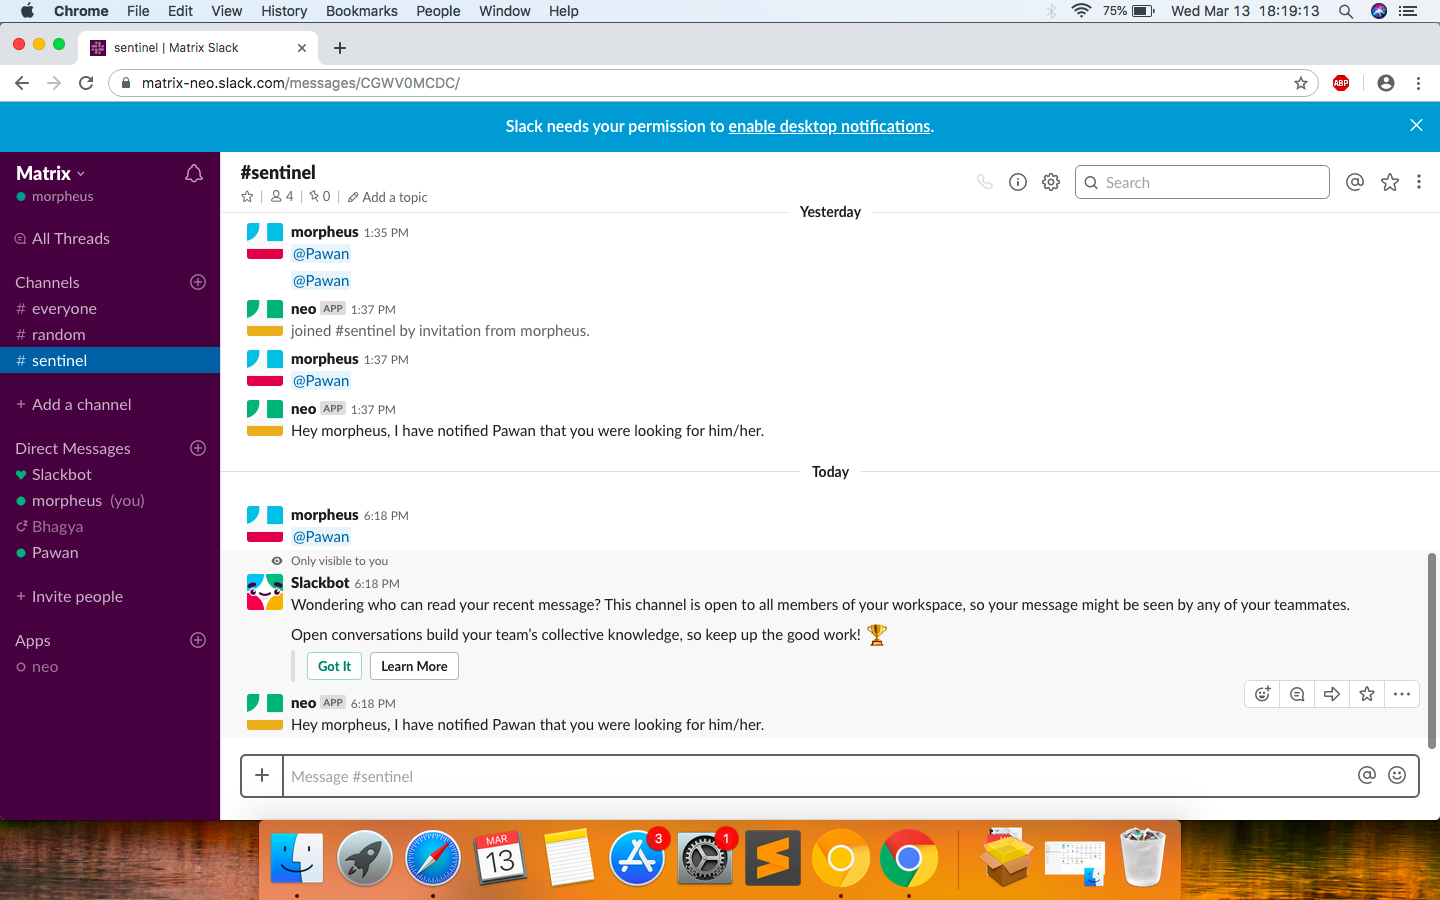 Chrome File Edit View History Bookmarks People Window Help 75% Wed Mar 13 18:19:13
sentinel | Matrix Slack
matrix-neo.slack.com/messages/CGWV0MCDC/
ABP
Slack needs your permission to enable desktop notifications.
Matrix
morpheus
All Threads
Channels
# everyone
# random
# sentinel
+ Add a channel
Direct Messages
Slackbot
morpheus (you)
Bhagya
Pawan
+ Invite people
Apps
neo
#sentinel
4 | 0 | Add a topic
Search
Yesterday
morpheus 1:35 PM
@Pawan
@Pawan
neo APP 1:37 PM
joined #sentinel by invitation from morpheus.
morpheus 1:37 PM
@Pawan
neo APP 1:37 PM
Hey morpheus, I have notified Pawan that you were looking for him/her.
Today
morpheus 6:18 PM
@Pawan
Only visible to you
Slackbot 6:18 PM
Wondering who can read your recent message? This channel is open to all members of your workspace, so your message might be seen by any of your teammates.
Open conversations build your team's collective knowledge, so keep up the good work!
Got It Learn More
neo APP 6:18 PM
Hey morpheus, I have notified Pawan that you were looking for him/her.
Message #sentinel
MAR
13
3
1